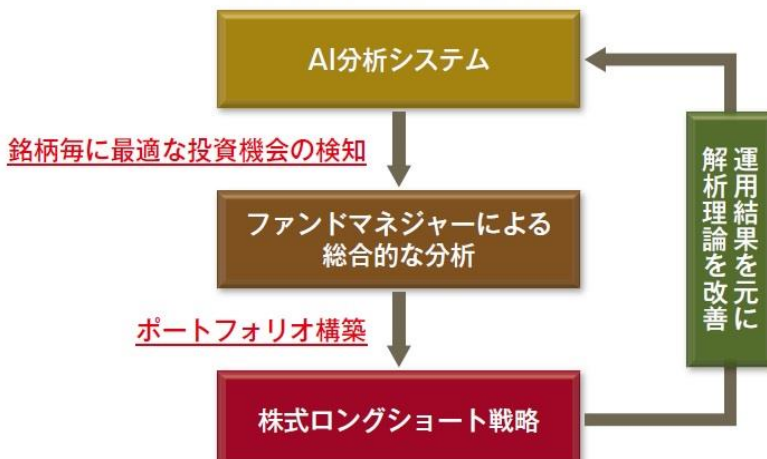 AI分析システム
銘柄毎に最適な投資機会の検知
ファンドマネジャーによる
総合的な分析
ポートフォリオ構築
株式ロングショート戦略
運用結果を元に
解析理論を改善